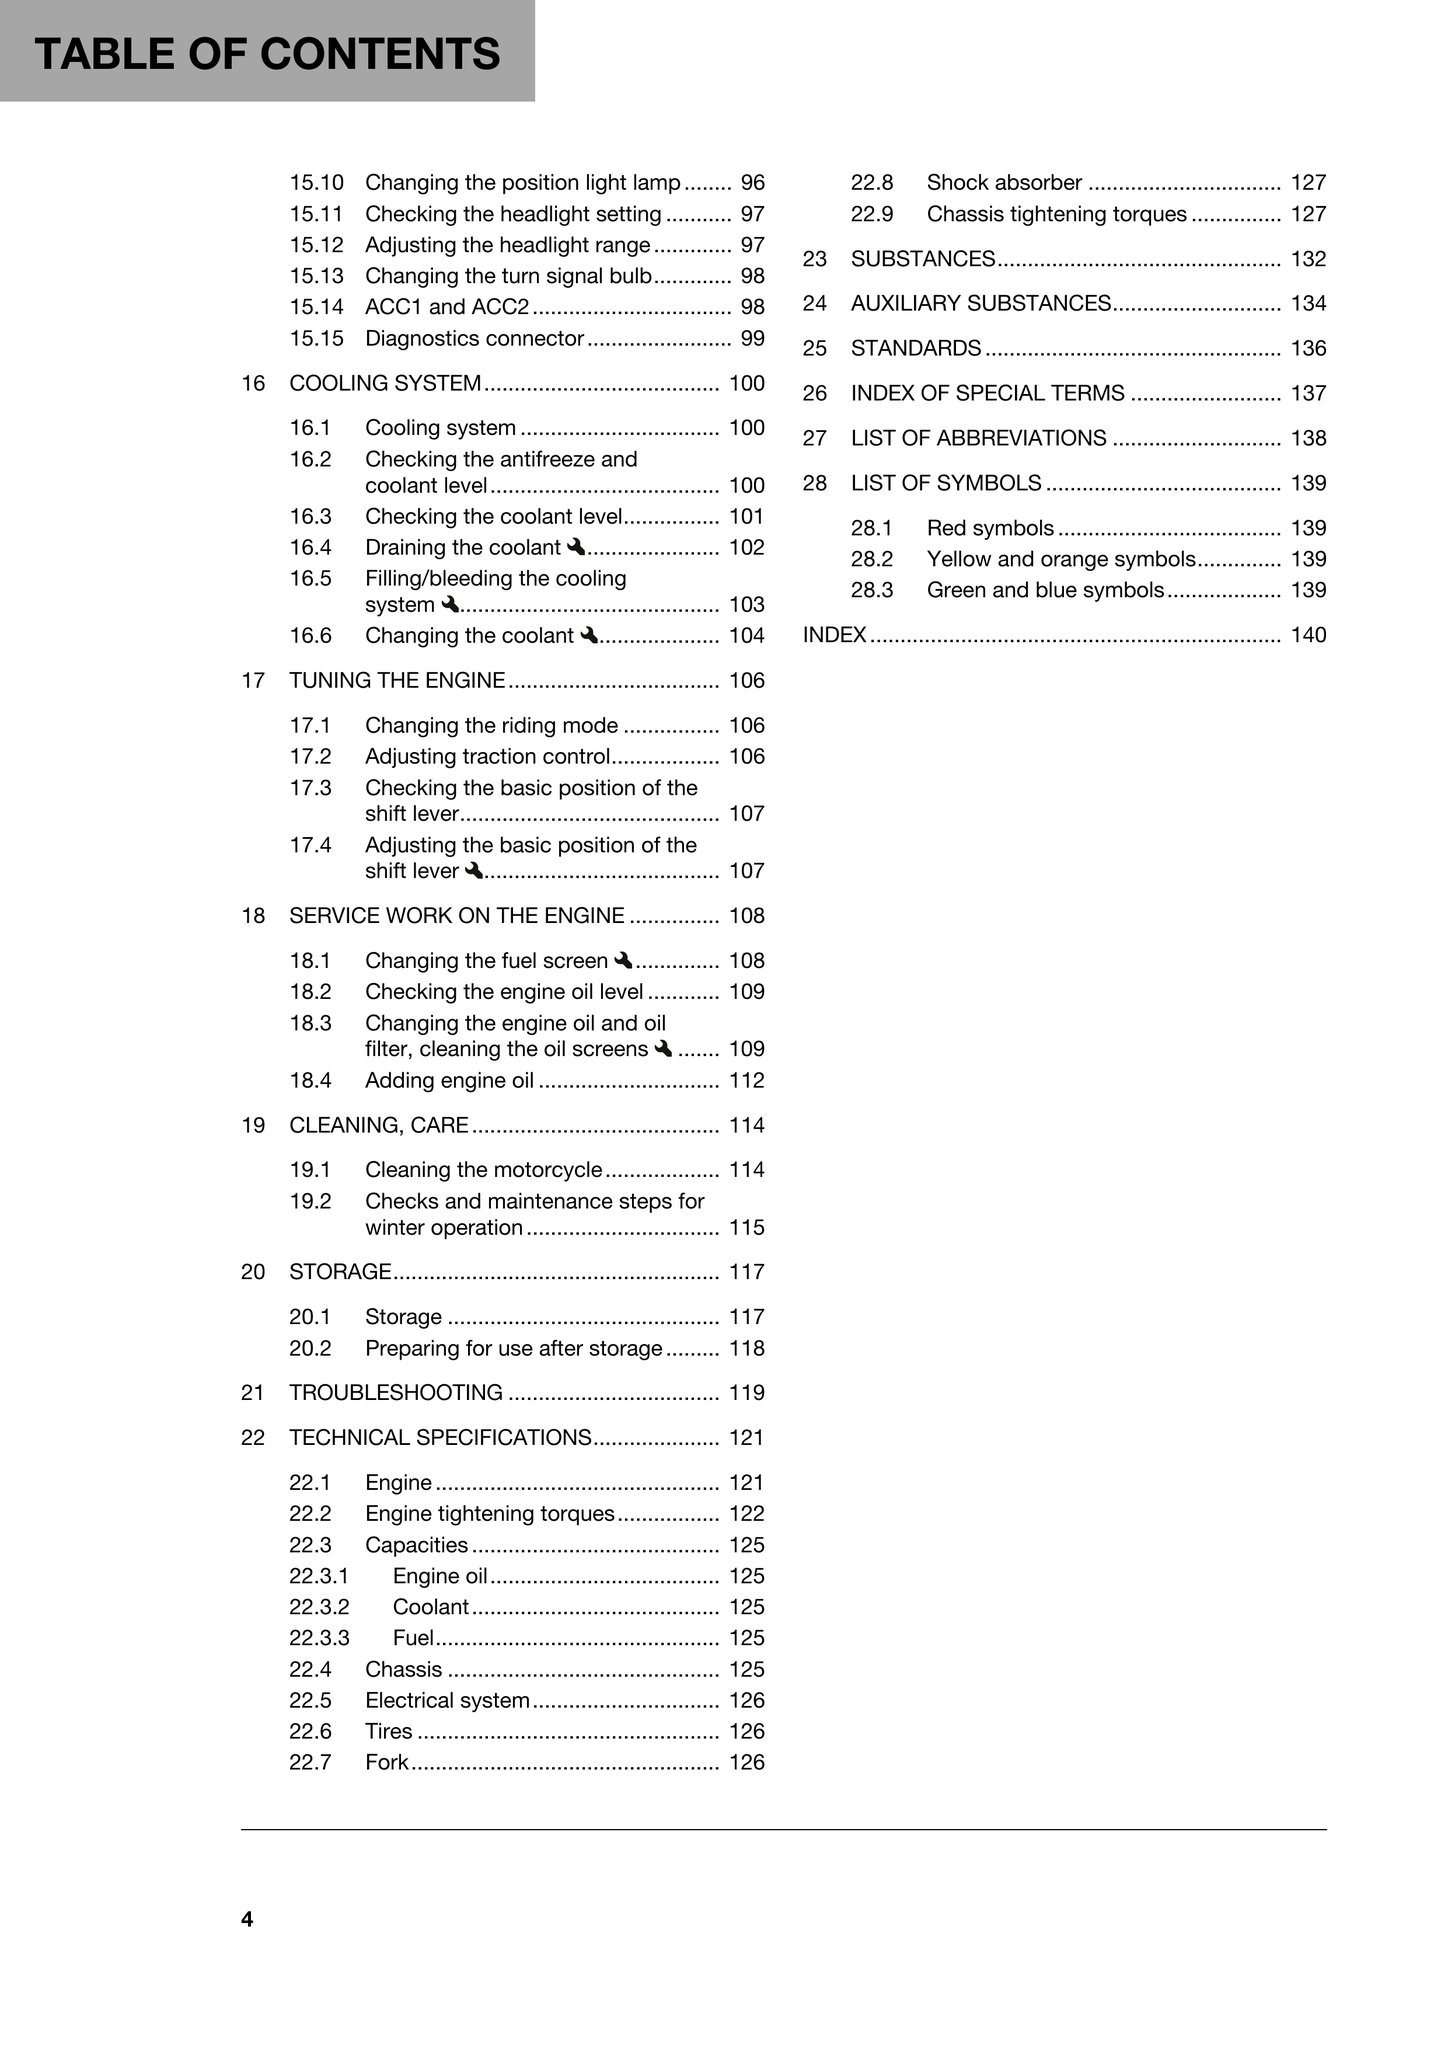 TABLE OF CONTENTS
15.10 Changing the position light lamp ........ 96
15.11 Checking the headlight setting ........... 97
15.12 Adjusting the headlight range ............. 97
15.13 Changing the turn signal bulb ............. 98
15.14 ACC1 and ACC2 ................................. 98
15.15 Diagnostics connector ........................ 99
16 COOLING SYSTEM ....................................... 100
16.1 Cooling system ................................. 100
16.2 Checking the antifreeze and
coolant level ...................................... 100
16.3 Checking the coolant level ................ 101
16.4 Draining the coolant ...................... 102
16.5 Filling/bleeding the cooling
system ........................................... 103
16.6 Changing the coolant .................... 104
17 TUNING THE ENGINE ................................... 106
17.1 Changing the riding mode ................ 106
17.2 Adjusting traction control .................. 106
17.3 Checking the basic position of the
shift lever ........................................... 107
17.4 Adjusting the basic position of the
shift lever ....................................... 107
18 SERVICE WORK ON THE ENGINE ............... 108
18.1 Changing the fuel screen .............. 108
18.2 Checking the engine oil level ............ 109
18.3 Changing the engine oil and oil
filter, cleaning the oil screens ....... 109
18.4 Adding engine oil .............................. 112
19 CLEANING, CARE ......................................... 114
19.1 Cleaning the motorcycle ................... 114
19.2 Checks and maintenance steps for
winter operation ................................ 115
20 STORAGE ...................................................... 117
20.1 Storage ............................................. 117
20.2 Preparing for use after storage ......... 118
21 TROUBLESHOOTING ................................... 119
22 TECHNICAL SPECIFICATIONS ..................... 121
22.1 Engine ............................................... 121
22.2 Engine tightening torques ................. 122
22.3 Capacities ......................................... 125
22.3.1 Engine oil ...................................... 125
22.3.2 Coolant ......................................... 125
22.3.3 Fuel ............................................... 125
22.4 Chassis ............................................. 125
22.5 Electrical system ............................... 126
22.6 Tires .................................................. 126
22.7 Fork ................................................... 126
22.8 Shock absorber ................................ 127
22.9 Chassis tightening torques ............... 127
23 SUBSTANCES ............................................... 132
24 AUXILIARY SUBSTANCES ............................ 134
25 STANDARDS ................................................. 136
26 INDEX OF SPECIAL TERMS ......................... 137
27 LIST OF ABBREVIATIONS ............................ 138
28 LIST OF SYMBOLS ....................................... 139
28.1 Red symbols ..................................... 139
28.2 Yellow and orange symbols .............. 139
28.3 Green and blue symbols ................... 139
INDEX .................................................................... 140
4